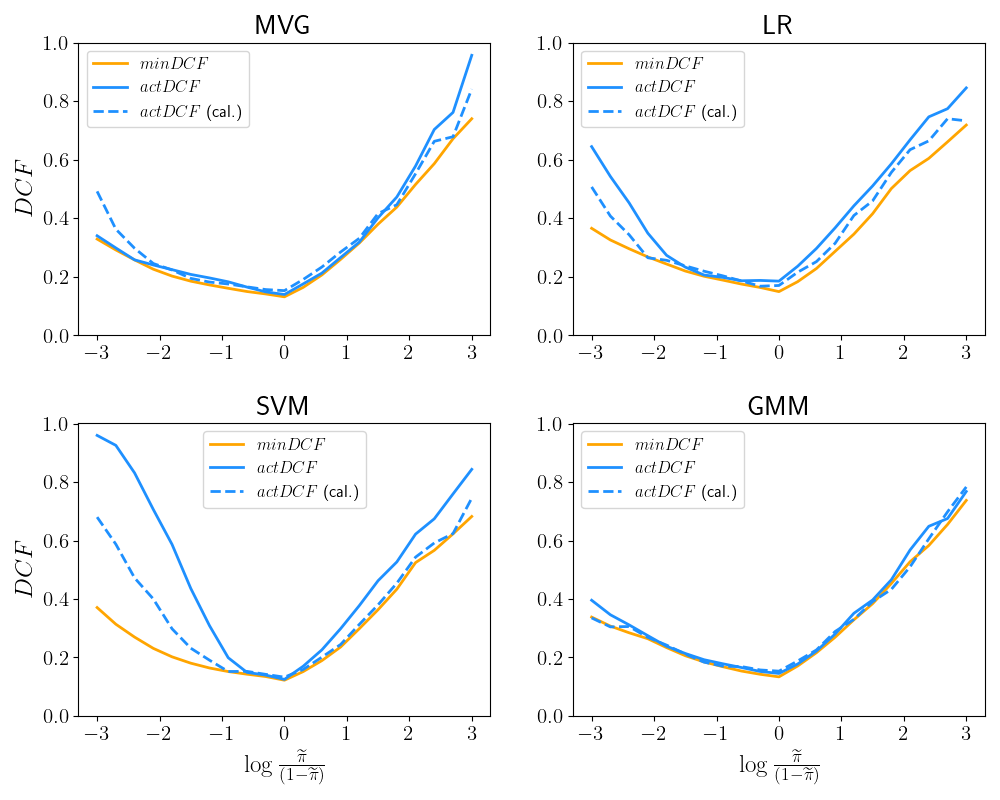 MVG
1.0
0.8
0.6
0.4
0.2
0.0
DCF
minDCF
actDCF
actDCF (cal.)
−3 −2 −1 0 1 2 3
LR
1.0
0.8
0.6
0.4
0.2
0.0
minDCF
actDCF
actDCF (cal.)
−3 −2 −1 0 1 2 3
SVM
1.0
0.8
0.6
0.4
0.2
0.0
DCF
minDCF
actDCF
actDCF (cal.)
−3 −2 −1 0 1 2 3
log π̃/(1−π̃)
GMM
1.0
0.8
0.6
0.4
0.2
0.0
minDCF
actDCF
actDCF (cal.)
−3 −2 −1 0 1 2 3
log π̃/(1−π̃)